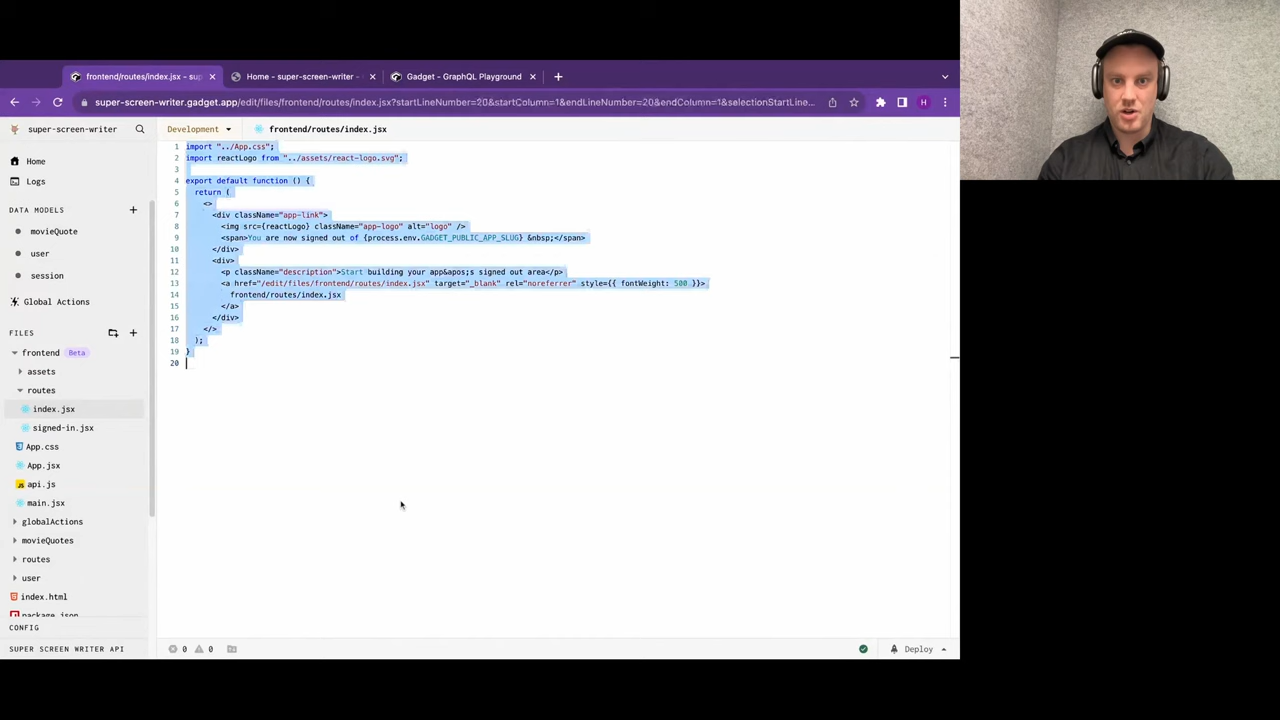 frontend/routes/index.jsx - su
Home - super-screen-writer -
Gadget - GraphQL Playground
super-screen-writer.gadget.app/edit/files/frontend/routes/index.jsx?startLineNumber=20&startColumn=1&endLineNumber=20&endColumn=1&selectionStartLine...
H
super-screen-writer
Development
frontend/routes/index.jsx
Home
Logs
DATA MODELS
movieQuote
user
session
Global Actions
FILES
frontend Beta
assets
routes
index.jsx
signed-in.jsx
App.css
App.jsx
api.js
main.jsx
globalActions
movieQuotes
routes
user
index.html
package.json
CONFIG
SUPER SCREEN WRITER API
1 import "../App.css";
2 import reactLogo from "../assets/react-logo.svg";
3
4 export default function () {
5 return (
6 <>
7 <div className="app-link">
8 <img src={reactLogo} className="app-logo" alt="logo" />
9 <span>You are now signed out of {process.env.GADGET_PUBLIC_APP_SLUG} &nbsp;</span>
10 </div>
11 <div>
12 <p className="description">Start building your app&apos;s signed out area</p>
13 <a href="/edit/files/frontend/routes/index.jsx" target="_blank" rel="noreferrer" style={{ fontWeight: 500 }}>
14 frontend/routes/index.jsx
15 </a>
16 </div>
17 </>
18 );
19 }
20
0 0
Deploy